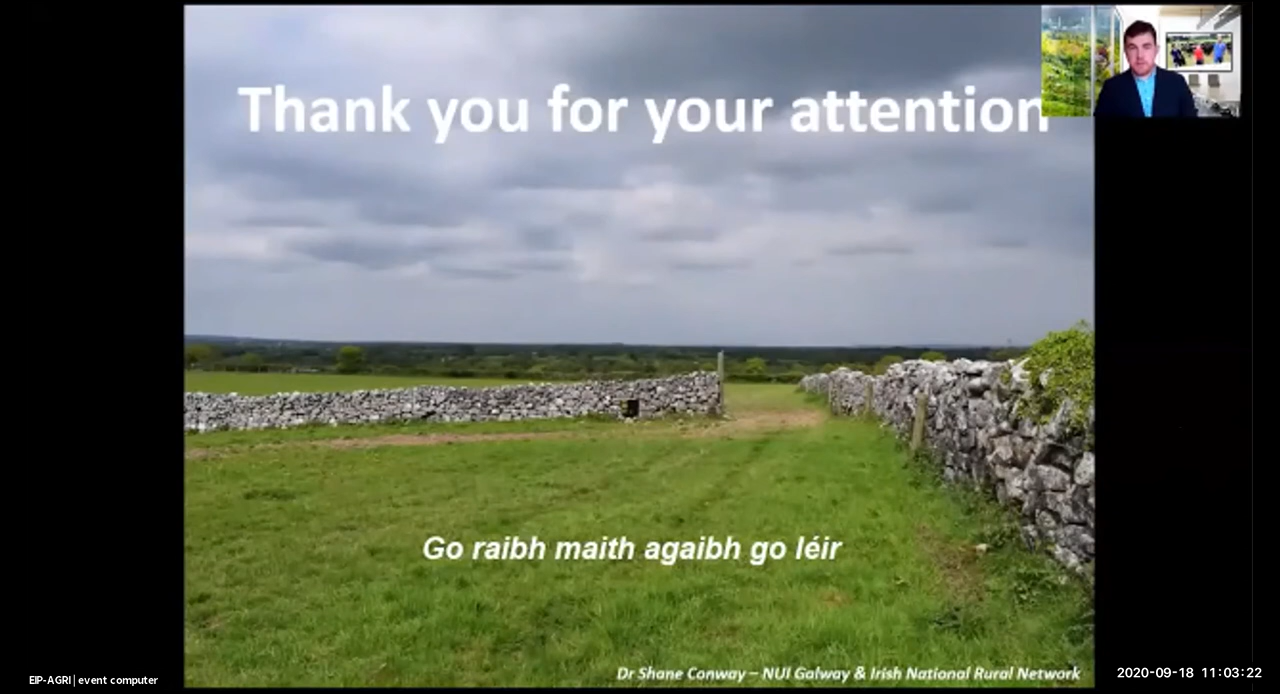 Thank you for your attention
Go raibh maith agaibh go léir
Dr Shane Conway – NUI Galway & Irish National Rural Network
EIP-AGRI | event computer
2020-09-18 11:03:22